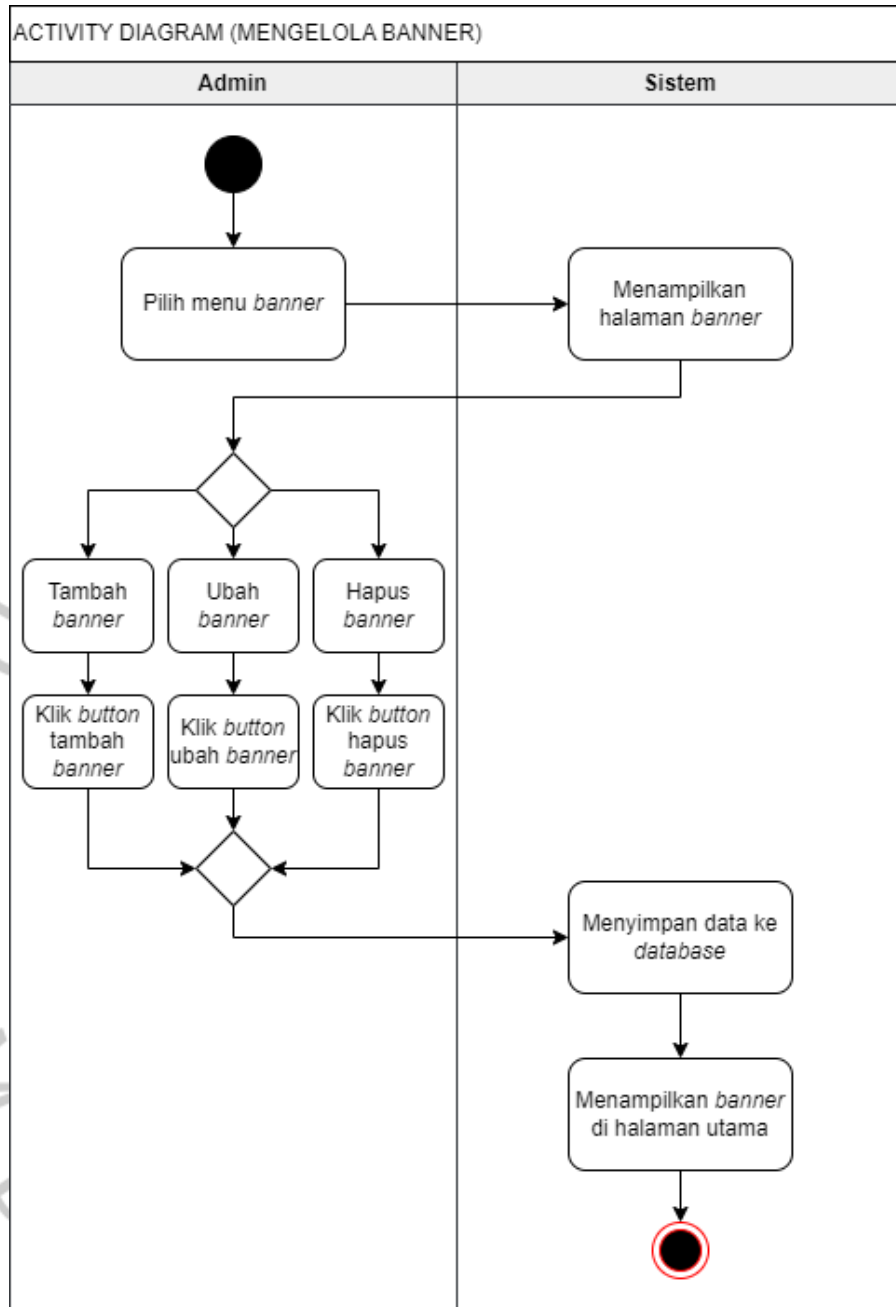 ACTIVITY DIAGRAM (MENGELOLA BANNER)
Admin
Sistem
Pilih menu banner
Menampilkan
halaman banner
Tambah
banner
Ubah
banner
Hapus
banner
Klik button
tambah
banner
Klik button
ubah banner
Klik button
hapus
banner
Menyimpan data ke
database
Menampilkan banner
di halaman utama